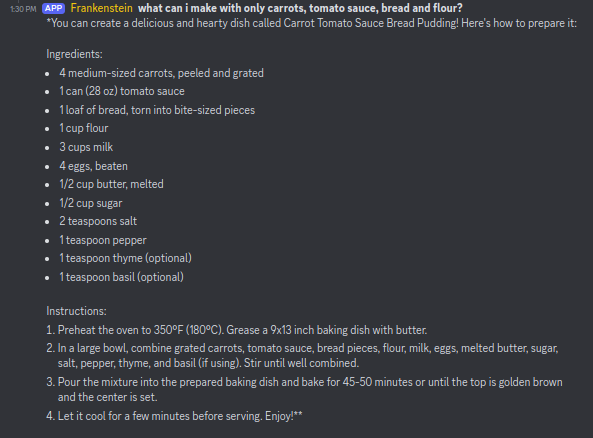 1:30 PM APP Frankenstein what can i make with only carrots, tomato sauce, bread and flour?
*You can create a delicious and hearty dish called Carrot Tomato Sauce Bread Pudding! Here's how to prepare it:
Ingredients:
• 4 medium-sized carrots, peeled and grated
• 1 can (28 oz) tomato sauce
• 1 loaf of bread, torn into bite-sized pieces
• 1 cup flour
• 3 cups milk
• 4 eggs, beaten
• 1/2 cup butter, melted
• 1/2 cup sugar
• 2 teaspoons salt
• 1 teaspoon pepper
• 1 teaspoon thyme (optional)
• 1 teaspoon basil (optional)
Instructions:
1. Preheat the oven to 350°F (180°C). Grease a 9x13 inch baking dish with butter.
2. In a large bowl, combine grated carrots, tomato sauce, bread pieces, flour, milk, eggs, melted butter, sugar,
salt, pepper, thyme, and basil (if using). Stir until well combined.
3. Pour the mixture into the prepared baking dish and bake for 45-50 minutes or until the top is golden brown
and the center is set.
4. Let it cool for a few minutes before serving. Enjoy!**